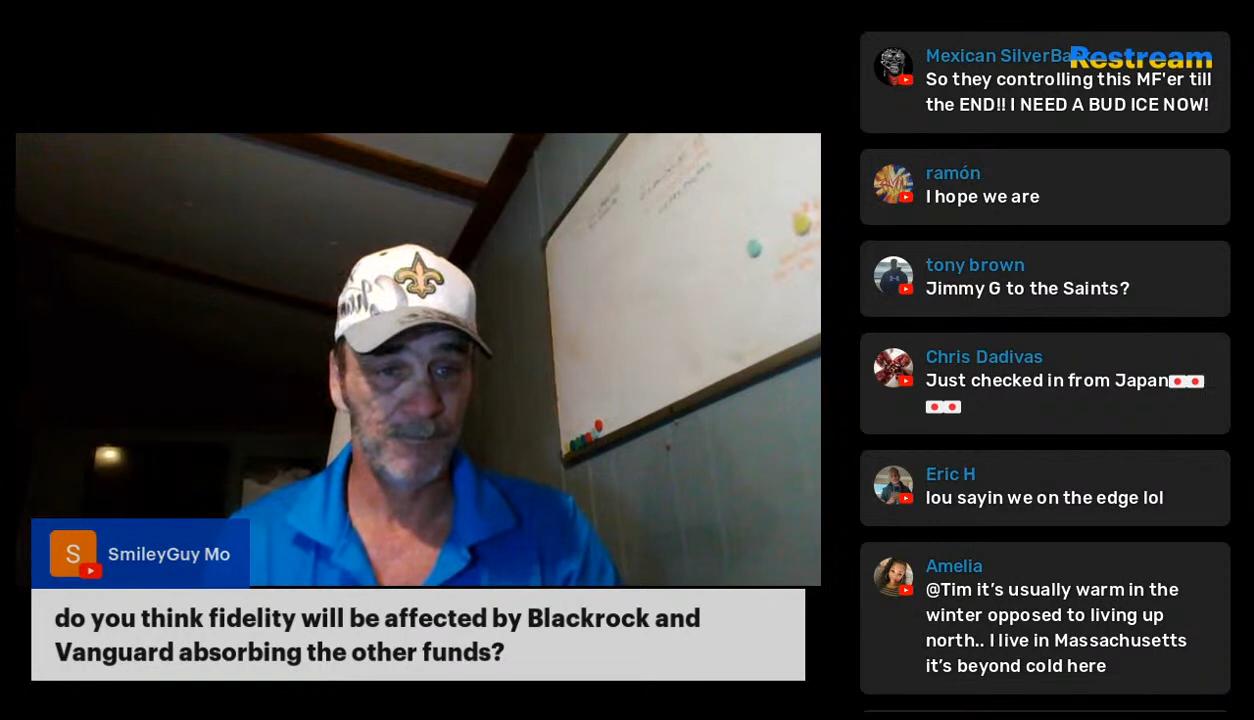 Restream
Mexican SilverBa
So they controlling this MF'er till
the END!! I NEED A BUD ICE NOW!
ramón
I hope we are
tony brown
Jimmy G to the Saints?
Chris Dadivas
Just checked in from Japan🇯🇵🇯🇵
🇯🇵🇯🇵
Eric H
lou sayin we on the edge lol
Amelia
@Tim it’s usually warm in the
winter opposed to living up
north.. I live in Massachusetts
it’s beyond cold here
S
SmileyGuy Mo
do you think fidelity will be affected by Blackrock and
Vanguard absorbing the other funds?